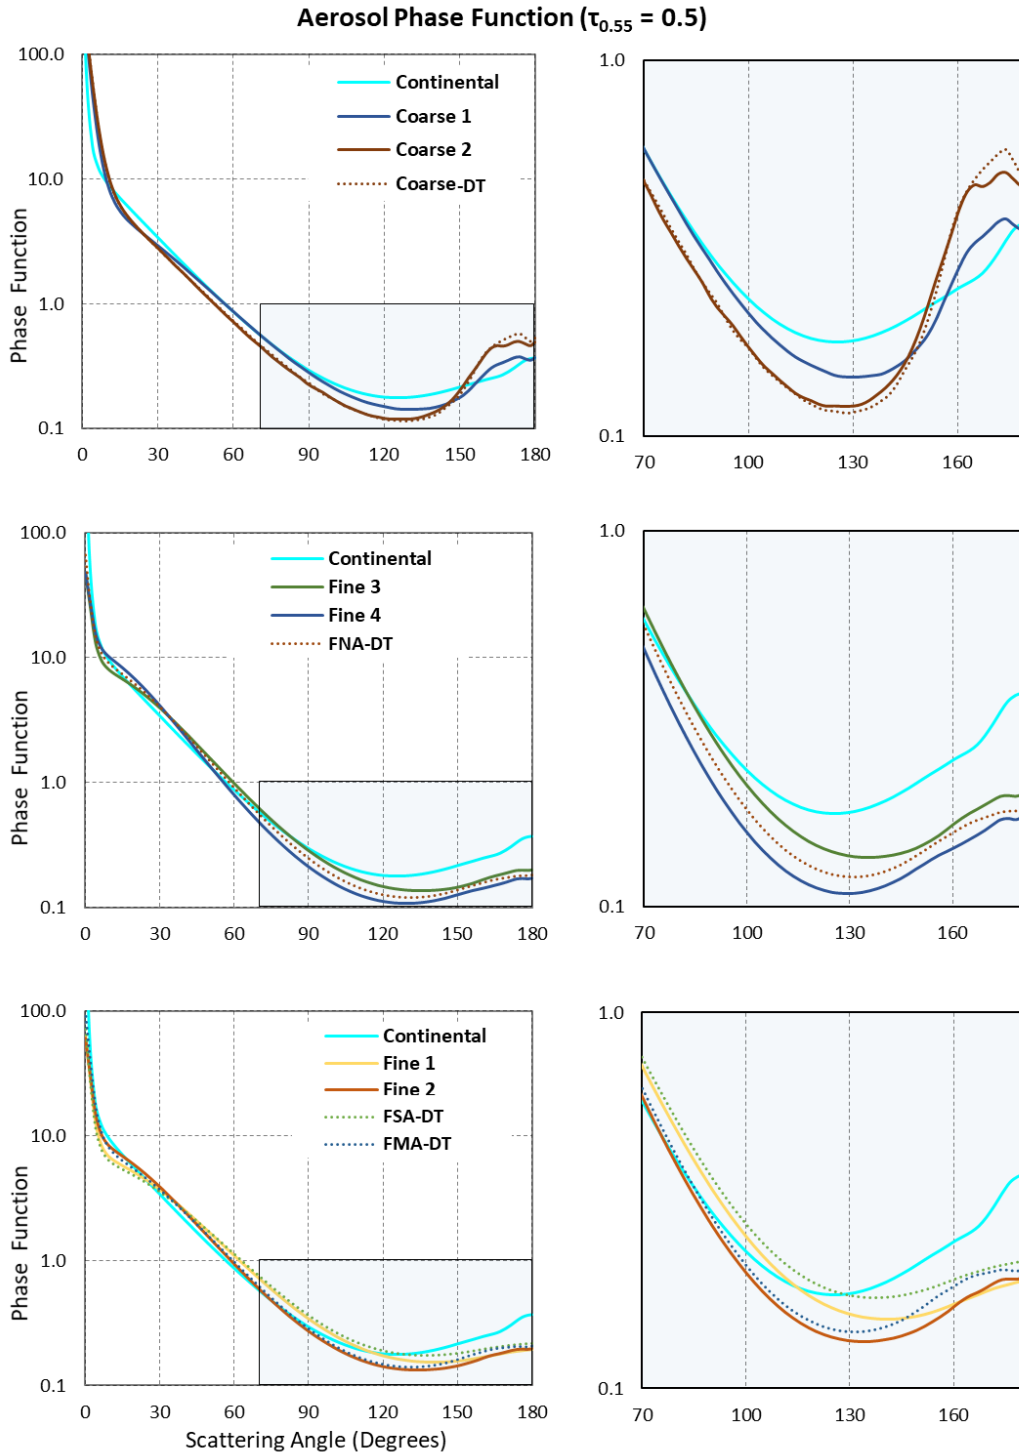 Aerosol Phase Function (τ0.55 = 0.5)
100.0
10.0
1.0
0.1
Phase Function
0 30 60 90 120 150 180
Continental
Coarse 1
Coarse 2
Coarse-DT
1.0
0.1
70 100 130 160
100.0
10.0
1.0
0.1
Phase Function
0 30 60 90 120 150 180
Continental
Fine 3
Fine 4
FNA-DT
1.0
0.1
70 100 130 160
100.0
10.0
1.0
0.1
Phase Function
0 30 60 90 120 150 180
Scattering Angle (Degrees)
Continental
Fine 1
Fine 2
FSA-DT
FMA-DT
1.0
0.1
70 100 130 160